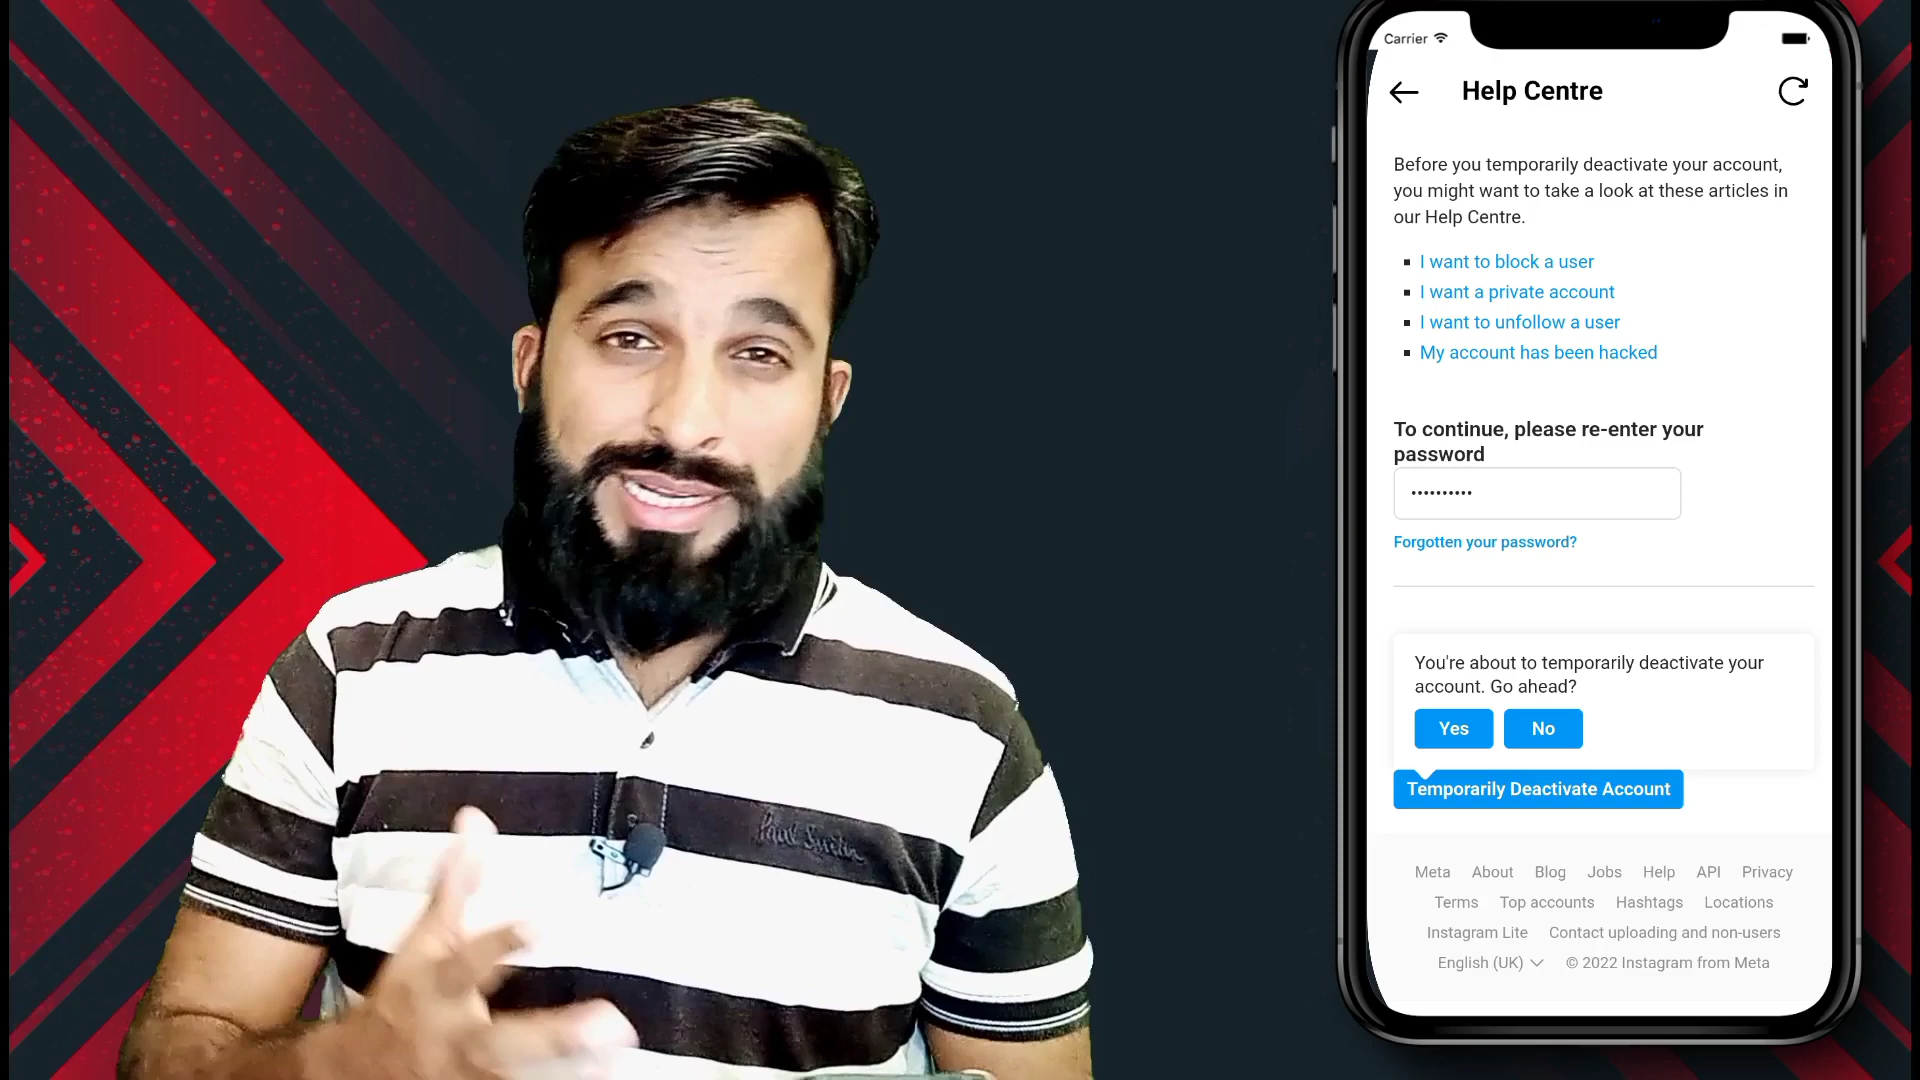 Carrier
Help Centre
Before you temporarily deactivate your account,
you might want to take a look at these articles in
our Help Centre.
I want to block a user
I want a private account
I want to unfollow a user
My account has been hacked
To continue, please re-enter your
password
••••••••••
Forgotten your password?
You're about to temporarily deactivate your
account. Go ahead?
Yes No
Temporarily Deactivate Account
Meta About Blog Jobs Help API Privacy
Terms Top accounts Hashtags Locations
Instagram Lite Contact uploading and non-users
English (UK) © 2022 Instagram from Meta
Paul Smith